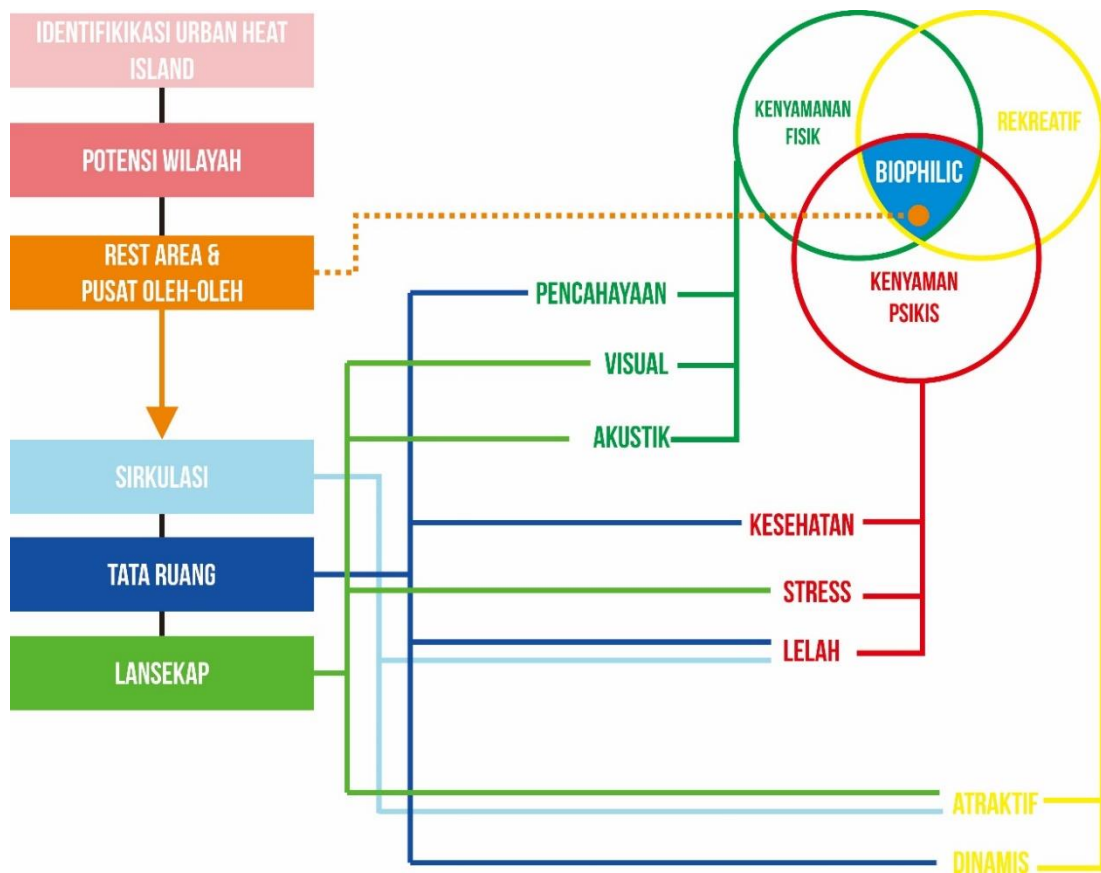 IDENTIFIKIKASI URBAN HEAT
ISLAND
POTENSI WILAYAH
REST AREA &
PUSAT OLEH-OLEH
SIRKULASI
TATA RUANG
LANSEKAP
KENYAMANAN
FISIK
REKREATIF
BIOPHILIC
KENYAMAN
PSIKIS
PENCAHAYAAN
VISUAL
AKUSTIK
KESEHATAN
STRESS
LELAH
ATRAKTIF
DINAMIS